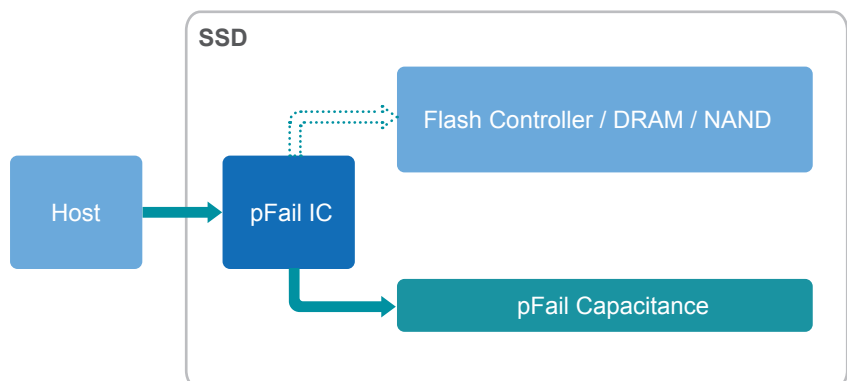 SSD
Flash Controller / DRAM / NAND
Host
pFail IC
pFail Capacitance